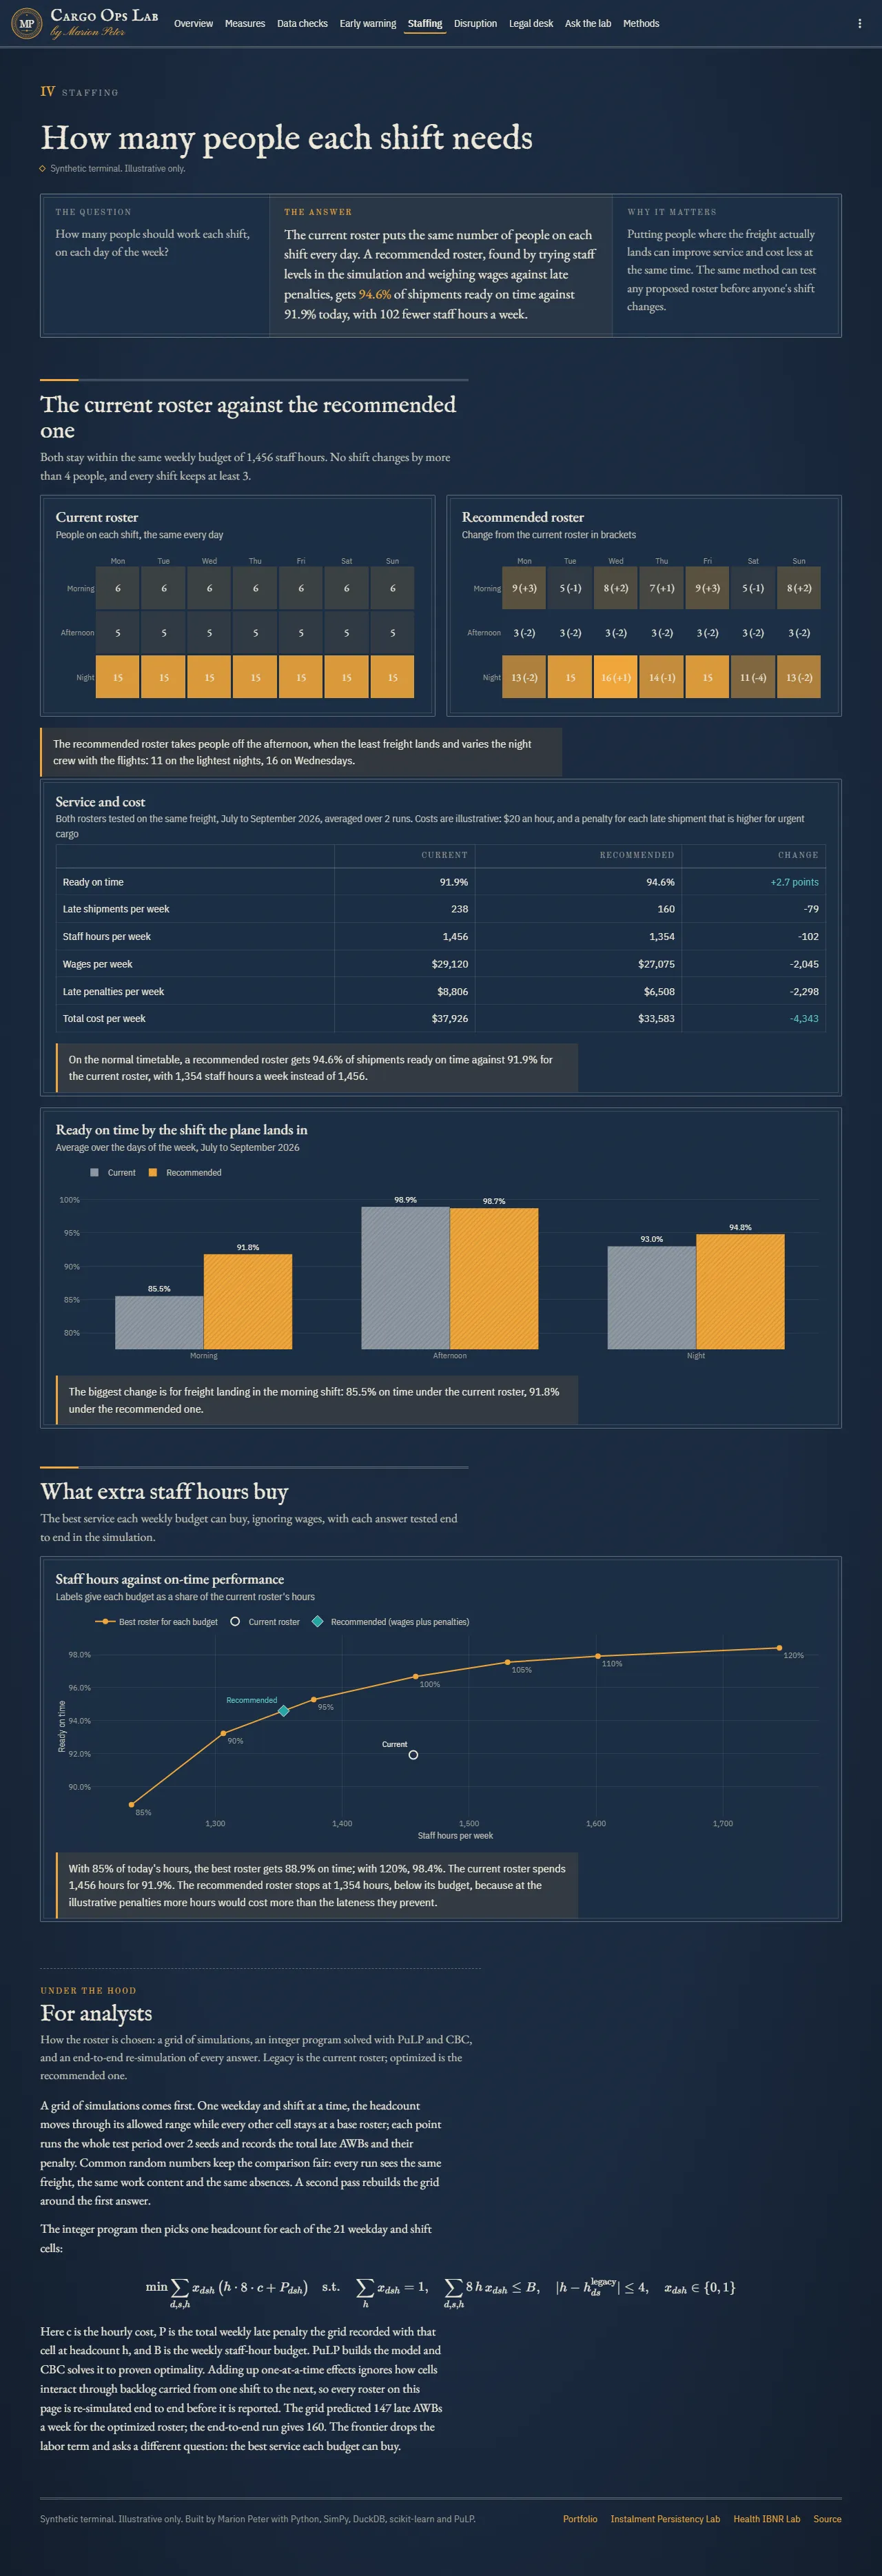 MP
CARGO OPS LAB
by Marion Peter
Overview Measures Data checks Early warning Staffing Disruption Legal desk Ask the lab Methods
IV STAFFING
How many people each shift needs
Synthetic terminal. Illustrative only.
THE QUESTION
How many people should work each shift,
on each day of the week?
THE ANSWER
The current roster puts the same number of people on each
shift every day. A recommended roster, found by trying staff
levels in the simulation and weighing wages against late
penalties, gets 94.6% of shipments ready on time against
91.9% today, with 102 fewer staff hours a week.
WHY IT MATTERS
Putting people where the freight actually
lands can improve service and cost less at
the same time. The same method can test
any proposed roster before anyone's shift
changes.
The current roster against the recommended
one
Both stay within the same weekly budget of 1,456 staff hours. No shift changes by more
than 4 people, and every shift keeps at least 3.
Current roster
People on each shift, the same every day
Mon Tue Wed Thu Fri Sat Sun
Morning 6 6 6 6 6 6 6
Afternoon 5 5 5 5 5 5 5
Night 15 15 15 15 15 15 15
Recommended roster
Change from the current roster in brackets
Mon Tue Wed Thu Fri Sat Sun
Morning 9 (+3) 5 (-1) 8 (+2) 7 (+1) 9 (+3) 5 (-1) 8 (+2)
Afternoon 3 (-2) 3 (-2) 3 (-2) 3 (-2) 3 (-2) 3 (-2) 3 (-2)
Night 13 (-2) 15 16 (+1) 14 (-1) 15 11 (-4) 13 (-2)
The recommended roster takes people off the afternoon, when the least freight lands and varies the night
crew with the flights: 11 on the lightest nights, 16 on Wednesdays.
Service and cost
Both rosters tested on the same freight, July to September 2026, averaged over 2 runs. Costs are illustrative: $20 an hour, and a penalty for each late shipment that is higher for urgent
cargo
CURRENT RECOMMENDED CHANGE
Ready on time 91.9% 94.6% +2.7 points
Late shipments per week 238 160 -79
Staff hours per week 1,456 1,354 -102
Wages per week $29,120 $27,075 -2,045
Late penalties per week $8,806 $6,508 -2,298
Total cost per week $37,926 $33,583 -4,343
On the normal timetable, a recommended roster gets 94.6% of shipments ready on time against 91.9% for
the current roster, with 1,354 staff hours a week instead of 1,456.
Ready on time by the shift the plane lands in
Average over the days of the week, July to September 2026
Current Recommended
100%
95%
90%
85%
80%
85.5% 91.8% 98.9% 98.7% 93.0% 94.8%
Morning Afternoon Night
The biggest change is for freight landing in the morning shift: 85.5% on time under the current roster, 91.8%
under the recommended one.
What extra staff hours buy
The best service each weekly budget can buy, ignoring wages, with each answer tested end
to end in the simulation.
Staff hours against on-time performance
Labels give each budget as a share of the current roster's hours
Best roster for each budget Current roster Recommended (wages plus penalties)
Ready on time
98.0%
96.0%
94.0%
92.0%
90.0%
85% 90% Recommended 95% Current 100% 105% 110% 120%
1,300 1,400 1,500 1,600 1,700
Staff hours per week
With 85% of today's hours, the best roster gets 88.9% on time; with 120%, 98.4%. The current roster spends
1,456 hours for 91.9%. The recommended roster stops at 1,354 hours, below its budget, because at the
illustrative penalties more hours would cost more than the lateness they prevent.
UNDER THE HOOD
For analysts
How the roster is chosen: a grid of simulations, an integer program solved with PuLP and CBC,
and an end-to-end re-simulation of every answer. Legacy is the current roster; optimized is the
recommended one.
A grid of simulations comes first. One weekday and shift at a time, the headcount
moves through its allowed range while every other cell stays at a base roster; each point
runs the whole test period over 2 seeds and records the total late AWBs and their
penalty. Common random numbers keep the comparison fair: every run sees the same
freight, the same work content and the same absences. A second pass rebuilds the grid
around the first answer.
The integer program then picks one headcount for each of the 21 weekday and shift
cells:
min ∑d,s,h xdsh (h · 8 · c + Pdsh) s.t. ∑h xdsh = 1, ∑d,s,h 8 h xdsh ≤ B, |h − hds^legacy| ≤ 4, xdsh ∈ {0, 1}
Here c is the hourly cost, P is the total weekly late penalty the grid recorded with that
cell at headcount h, and B is the weekly staff-hour budget. PuLP builds the model and
CBC solves it to proven optimality. Adding up one-at-a-time effects ignores how cells
interact through backlog carried from one shift to the next, so every roster on this
page is re-simulated end to end before it is reported. The grid predicted 147 late AWBs
a week for the optimized roster; the end-to-end run gives 160. The frontier drops the
labor term and asks a different question: the best service each budget can buy.
Synthetic terminal. Illustrative only. Built by Marion Peter with Python, SimPy, DuckDB, scikit-learn and PuLP.
Portfolio Instalment Persistency Lab Health IBNR Lab Source